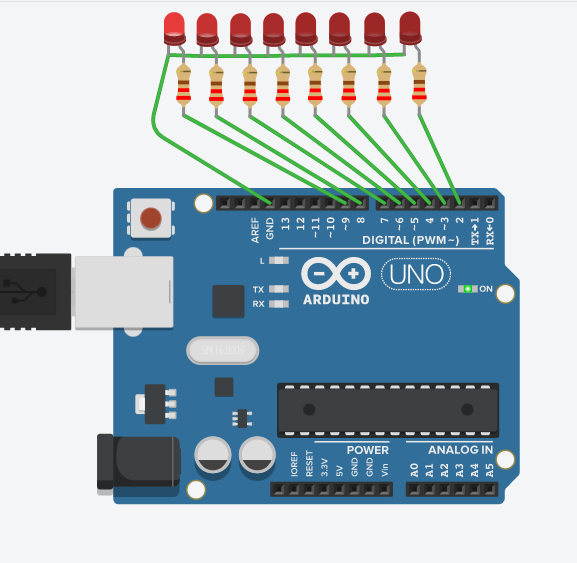 AREF
GND
13
12
~11
~10
~9
8
7
~6
~5
4
~3
2
TX→1
RX←0
DIGITAL (PWM~)
L
TX
RX
UNO
ARDUINO
ON
POWER
ANALOG IN
IOREF
RESET
3.3V
5V
GND
GND
Vin
A0
A1
A2
A3
A4
A5